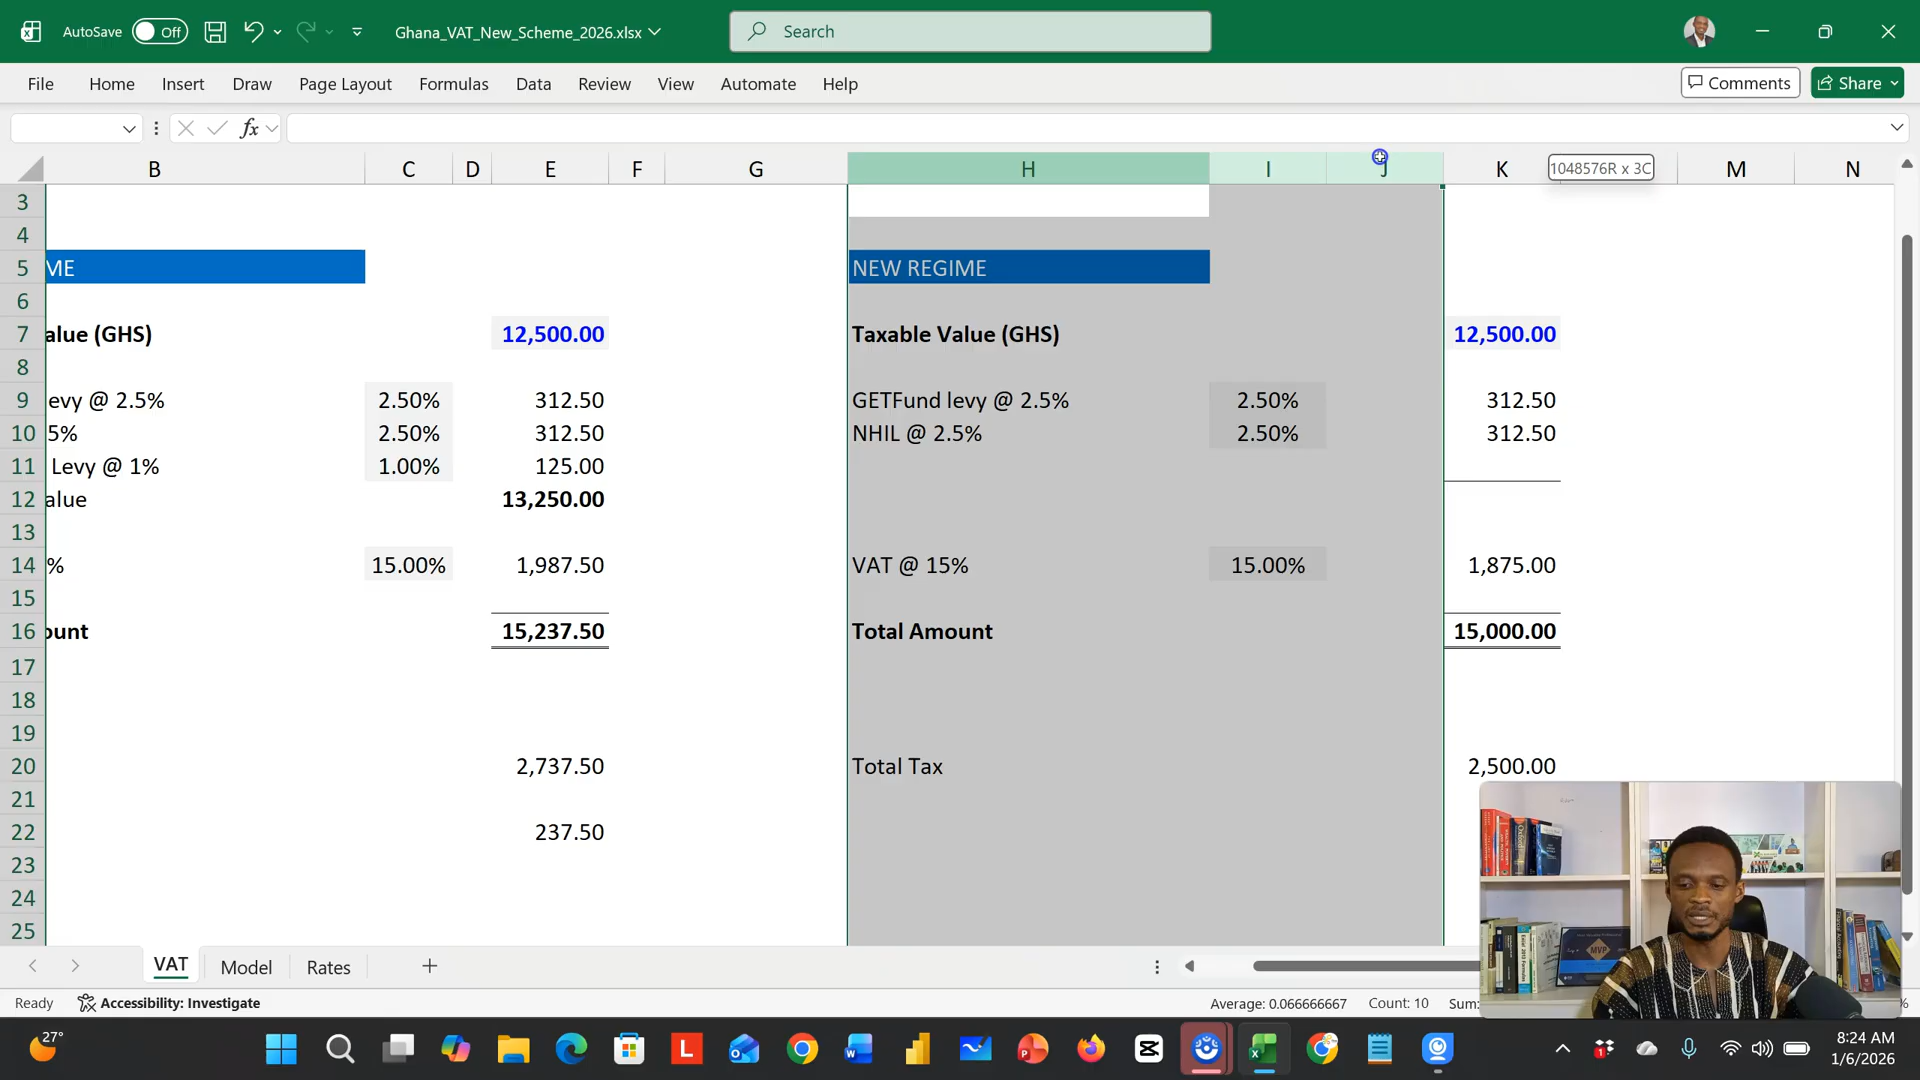 AutoSave Off Ghana_VAT_New_Scheme_2026.xlsx Search
File Home Insert Draw Page Layout Formulas Data Review View Automate Help Comments Share
fx
B C D E F G H I J K 1048576R x 3C M N
3
4
5 ME NEW REGIME
6
7 alue (GHS) 12,500.00 Taxable Value (GHS) 12,500.00
8
9 evy @ 2.5% 2.50% 312.50 GETFund levy @ 2.5% 2.50% 312.50
10 5% 2.50% 312.50 NHIL @ 2.5% 2.50% 312.50
11 Levy @ 1% 1.00% 125.00
12 alue 13,250.00
13
14 % 15.00% 1,987.50 VAT @ 15% 15.00% 1,875.00
15
16 ount 15,237.50 Total Amount 15,000.00
17
18
19
20 2,737.50 Total Tax 2,500.00
21
22 237.50
23
24
25
VAT Model Rates
Ready Accessibility: Investigate Average: 0.066666667 Count: 10 Sum: %
27° 8:24 AM
1/6/2026